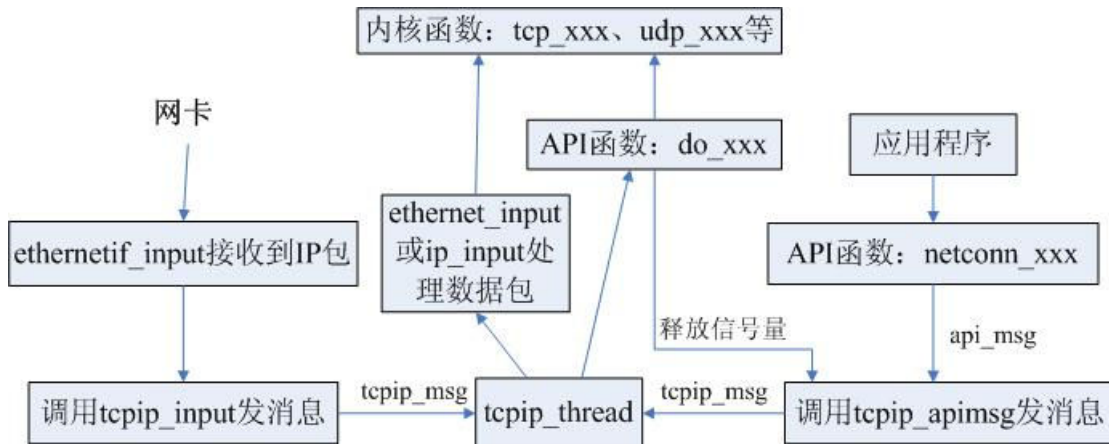 内核函数：tcp_xxx、udp_xxx等
网卡
API函数：do_xxx
应用程序
ethernet_input
或ip_input处
理数据包
ethernetif_input接收到IP包
API函数：netconn_xxx
释放信号量
api_msg
调用tcpip_input发消息
tcpip_msg
tcpip_thread
tcpip_msg
调用tcpip_apimsg发消息